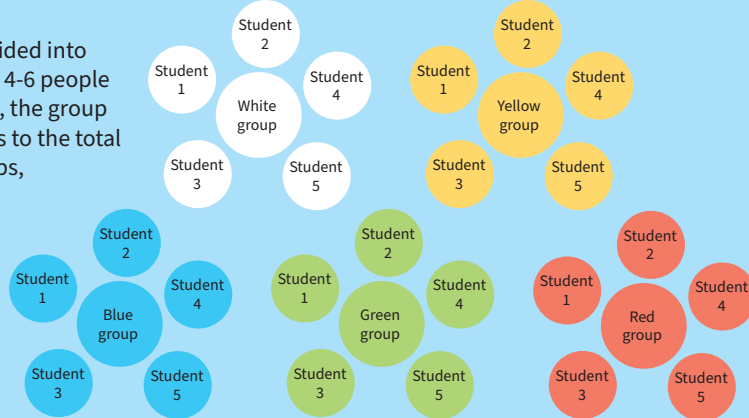 ided into
4-6 people
, the group
s to the total
ps,
Student
2
Student
1
Student
4
White
group
Student
3
Student
5
Student
2
Student
1
Student
4
Yellow
group
Student
3
Student
5
Student
2
Student
1
Student
4
Blue
group
Student
3
Student
5
Student
2
Student
1
Student
4
Green
group
Student
3
Student
5
Student
2
Student
1
Student
4
Red
group
Student
3
Student
5